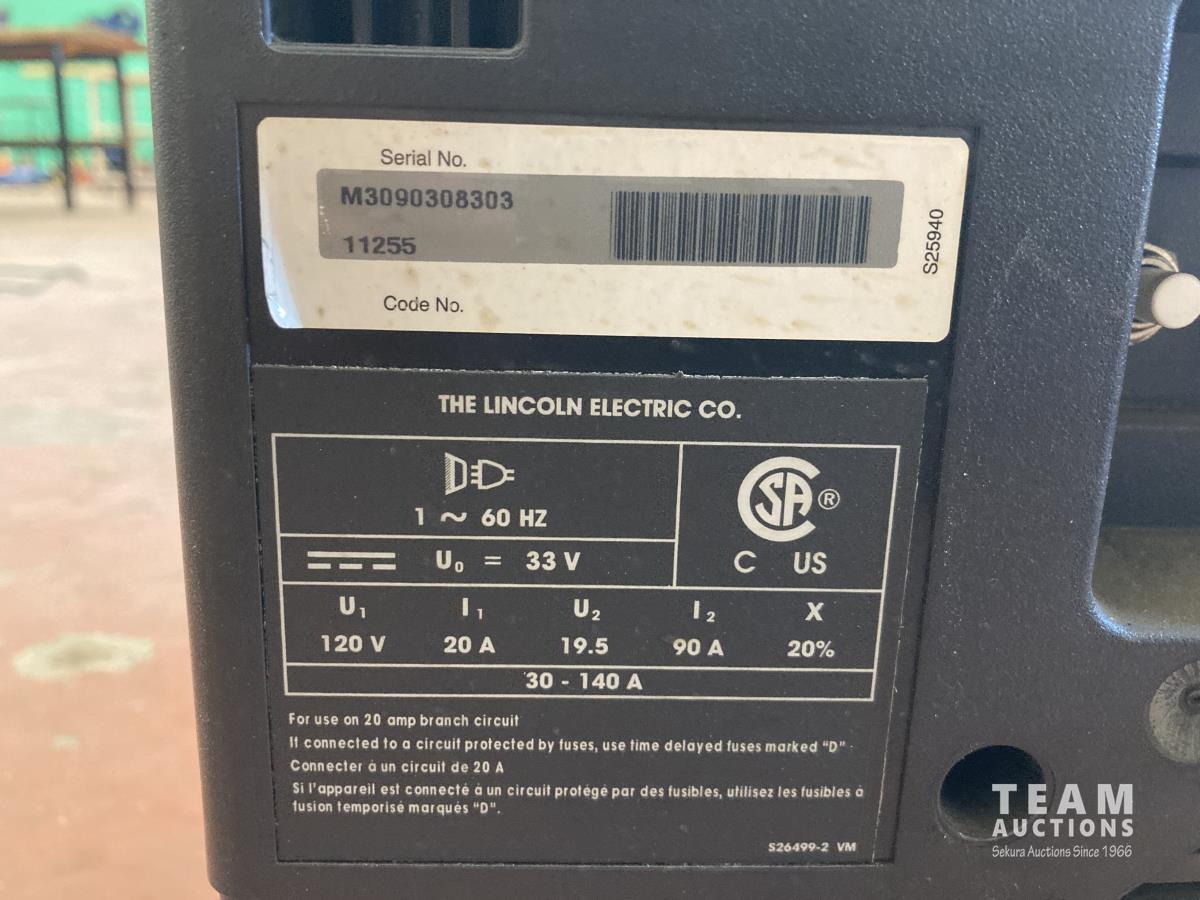 Serial No.
M3090308303
11255
Code No.
S25940
THE LINCOLN ELECTRIC CO.
1 ~ 60 HZ
U₀ = 33 V
CSA ®
C US
U₁ I₁ U₂ I₂ X
120 V 20 A 19.5 90 A 20%
30 - 140 A
For use on 20 amp branch circuit
If connected to a circuit protected by fuses, use time delayed fuses marked "D"
Connecter à un circuit de 20 A
Si l'appareil est connecté à un circuit protégé par des fusibles, utilisez les fusibles à
fusion temporisé marqués "D".
S26499-2 VM
TEAM
AUCTIONS
Sekura Auctions Since 1966